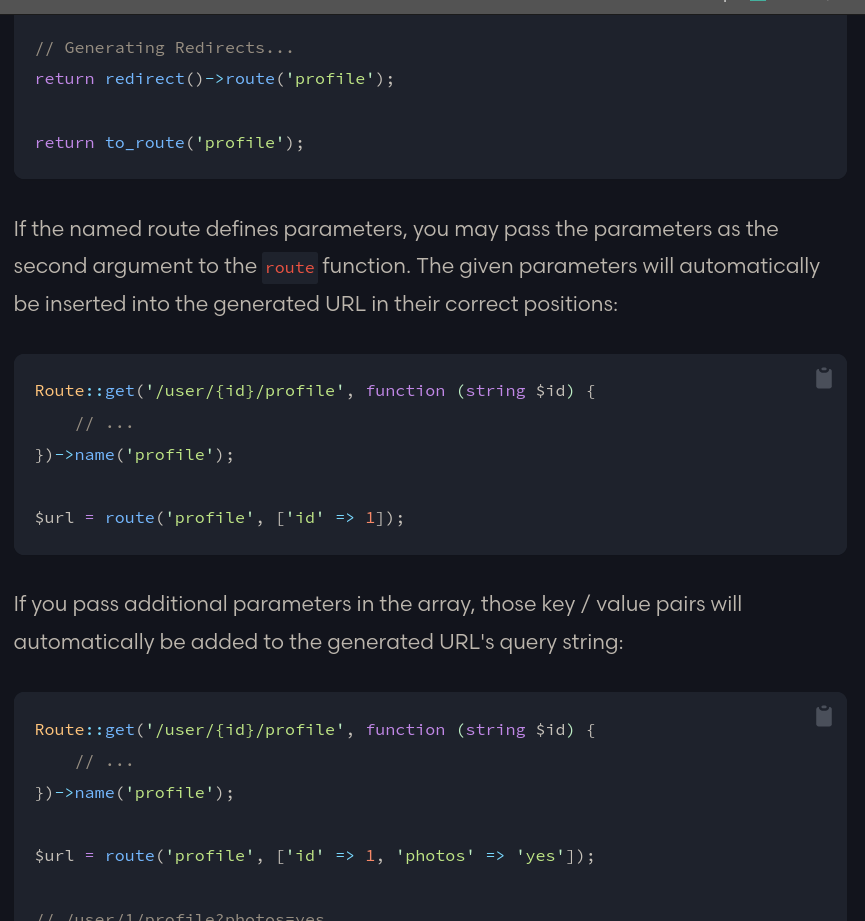 // Generating Redirects...
return redirect()->route('profile');
return to_route('profile');
If the named route defines parameters, you may pass the parameters as the
second argument to the route function. The given parameters will automatically
be inserted into the generated URL in their correct positions:
Route::get('/user/{id}/profile', function (string $id) {
    // ...
})->name('profile');
$url = route('profile', ['id' => 1]);
If you pass additional parameters in the array, those key / value pairs will
automatically be added to the generated URL's query string:
Route::get('/user/{id}/profile', function (string $id) {
    // ...
})->name('profile');
$url = route('profile', ['id' => 1, 'photos' => 'yes']);
// /user/1/profile?photos=yes